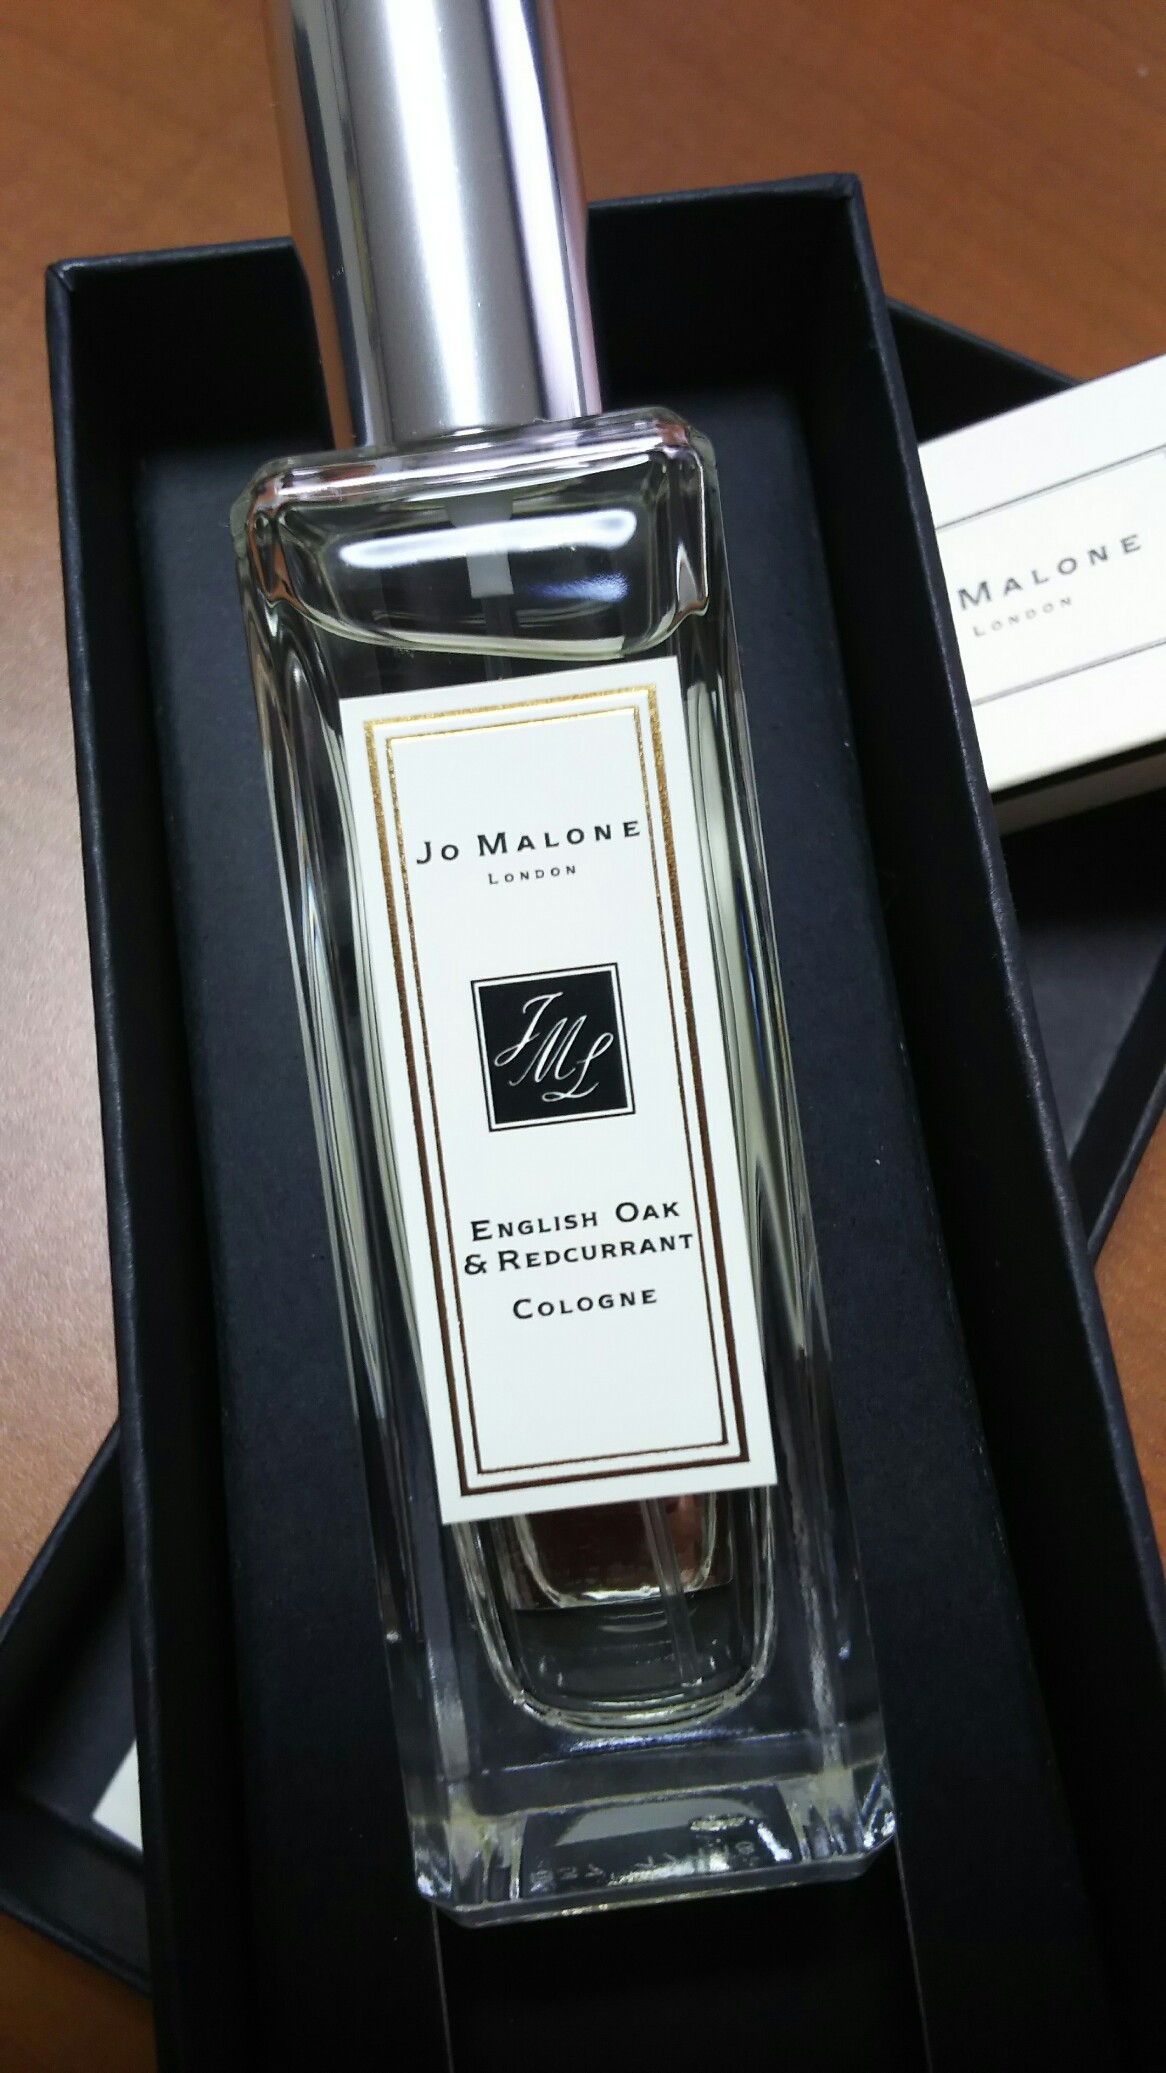 Jo Malone
London
JML
English Oak
& Redcurrant
Cologne
Malone
London